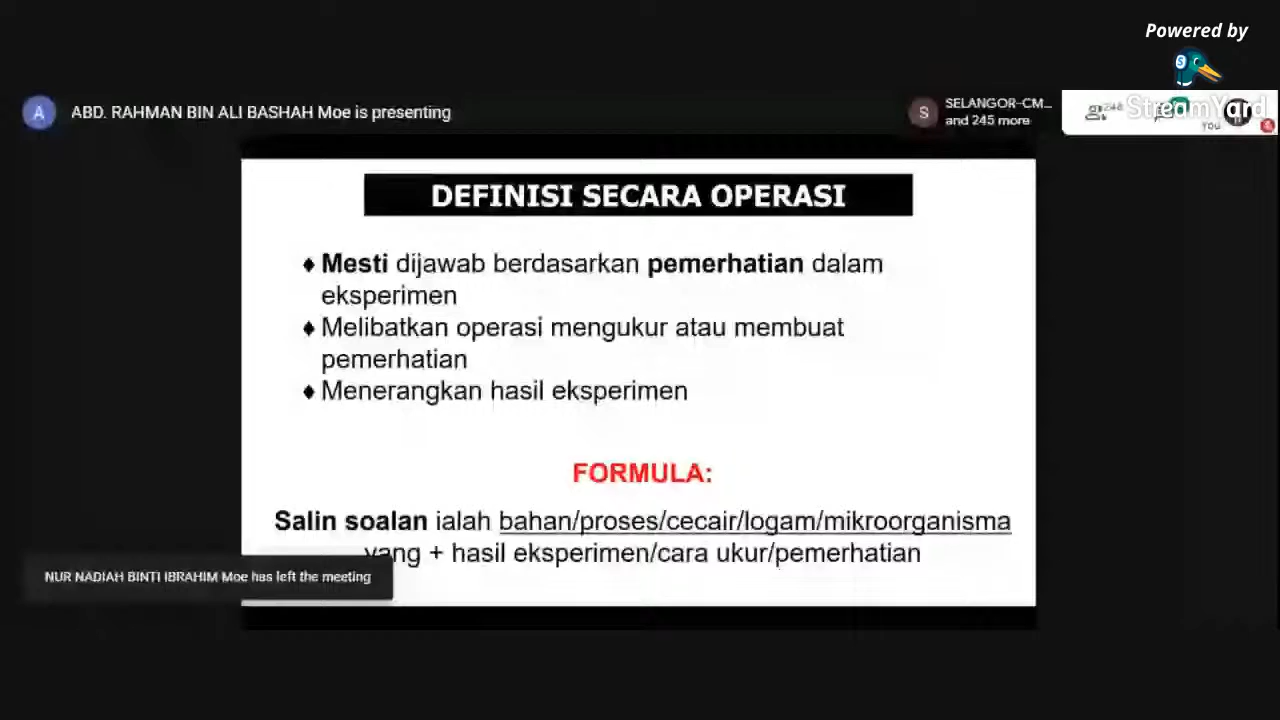 Powered by
StreamYard
A ABD. RAHMAN BIN ALI BASHAH Moe is presenting
S SELANGOR-CM...
and 245 more
248
You
DEFINISI SECARA OPERASI
♦ Mesti dijawab berdasarkan pemerhatian dalam
eksperimen
♦ Melibatkan operasi mengukur atau membuat
pemerhatian
♦ Menerangkan hasil eksperimen
FORMULA:
Salin soalan ialah bahan/proses/cecair/logam/mikroorganisma
yang + hasil eksperimen/cara ukur/pemerhatian
NUR NADIAH BINTI IBRAHIM Moe has left the meeting